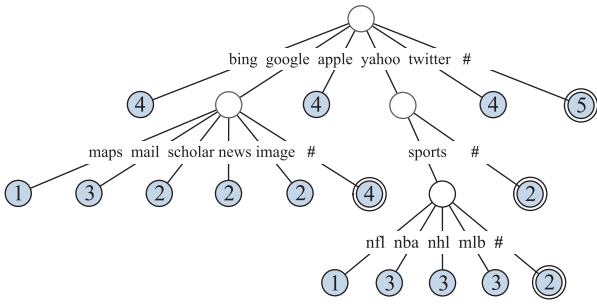 bing google apple yahoo twitter #
4 4 4 5
maps mail scholar news image # sports #
1 3 2 2 2 4 2
nfl nba nhl mlb #
1 3 3 3 2